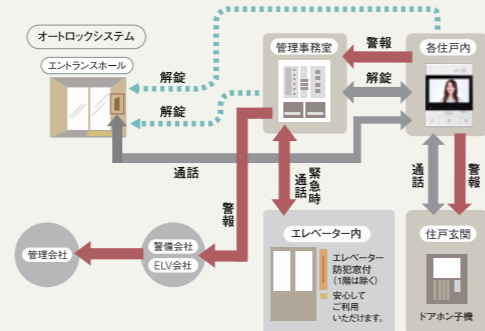 オートロックシステム
エントランスホール
解錠
解錠
管理事務室
警報
解錠
各住戸内
通話
警報
緊急時
通話
通話
警報
管理会社
警備会社
ELV会社
エレベーター内
エレベーター
防犯窓付
(1階は除く)
安心して
ご利用
いただけます。
住戸玄関
ドアホン子機